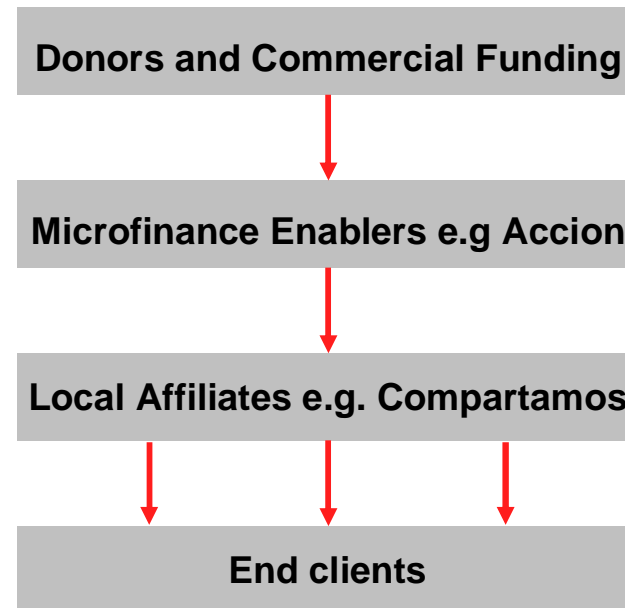 Donors and Commercial Funding
Microfinance Enablers e.g Accion
Local Affiliates e.g. Compartamos
End clients